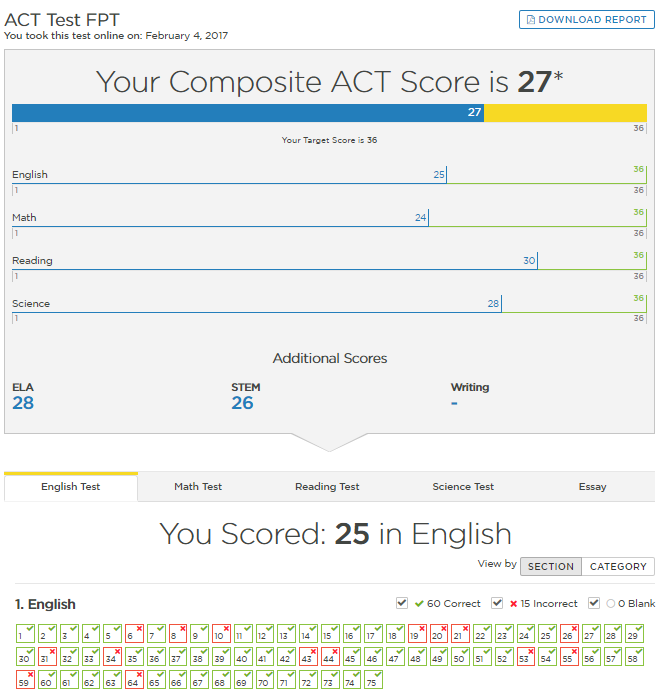 ACT Test FPT
DOWNLOAD REPORT
You took this test online on: February 4, 2017
Your Composite ACT Score is 27*
27
1 36
Your Target Score is 36
English 25 36
1 36
Math 24 36
1 36
Reading 30 36
1 36
Science 28 36
1 36
Additional Scores
ELA STEM Writing
28 26 -
English Test Math Test Reading Test Science Test Essay
You Scored: 25 in English
View by SECTION CATEGORY
1. English 60 Correct 15 Incorrect 0 Blank
1 2 3 4 5 6 7 8 9 10 11 12 13 14 15 16 17 18 19 20 21 22 23 24 25 26 27 28 29
30 31 32 33 34 35 36 37 38 39 40 41 42 43 44 45 46 47 48 49 50 51 52 53 54 55 56 57 58
59 60 61 62 63 64 65 66 67 68 69 70 71 72 73 74 75